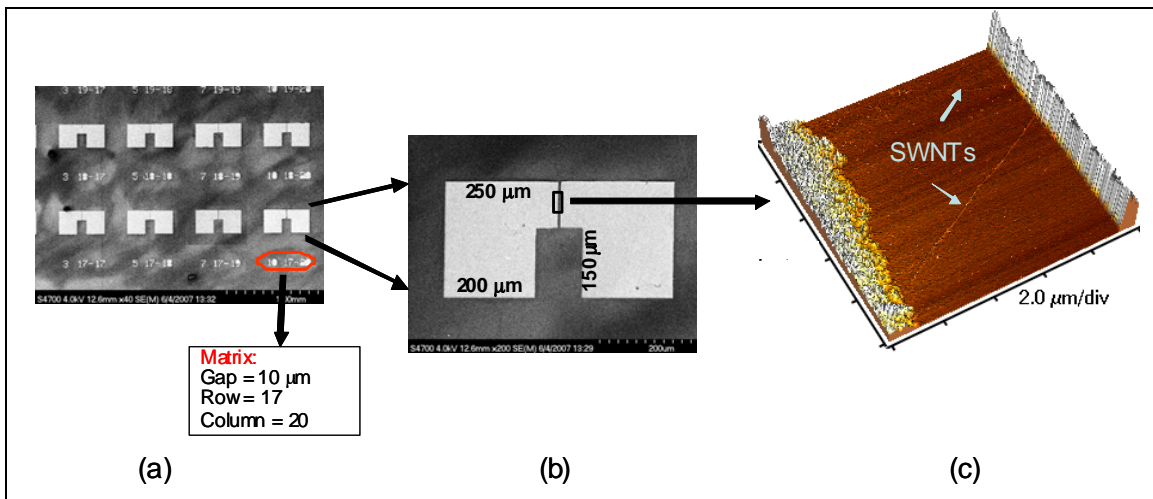 3 19-17 5 19-18 7 19-19 10 19-20
3 18-17 5 18-18 7 18-19 10 18-20
3 17-17 5 17-18 7 17-19 10 17-20
S4700 4.0kV 12.6mm x40 SE(M) 6/4/2007 13:32
Matrix:
Gap = 10 µm
Row = 17
Column = 20
(a)
250 µm
200 µm
150 µm
S4700 4.0kV 12.6mm x200 SE(M) 6/4/2007 13:29 200um
(b)
SWNTs
2.0 µm/div
(c)